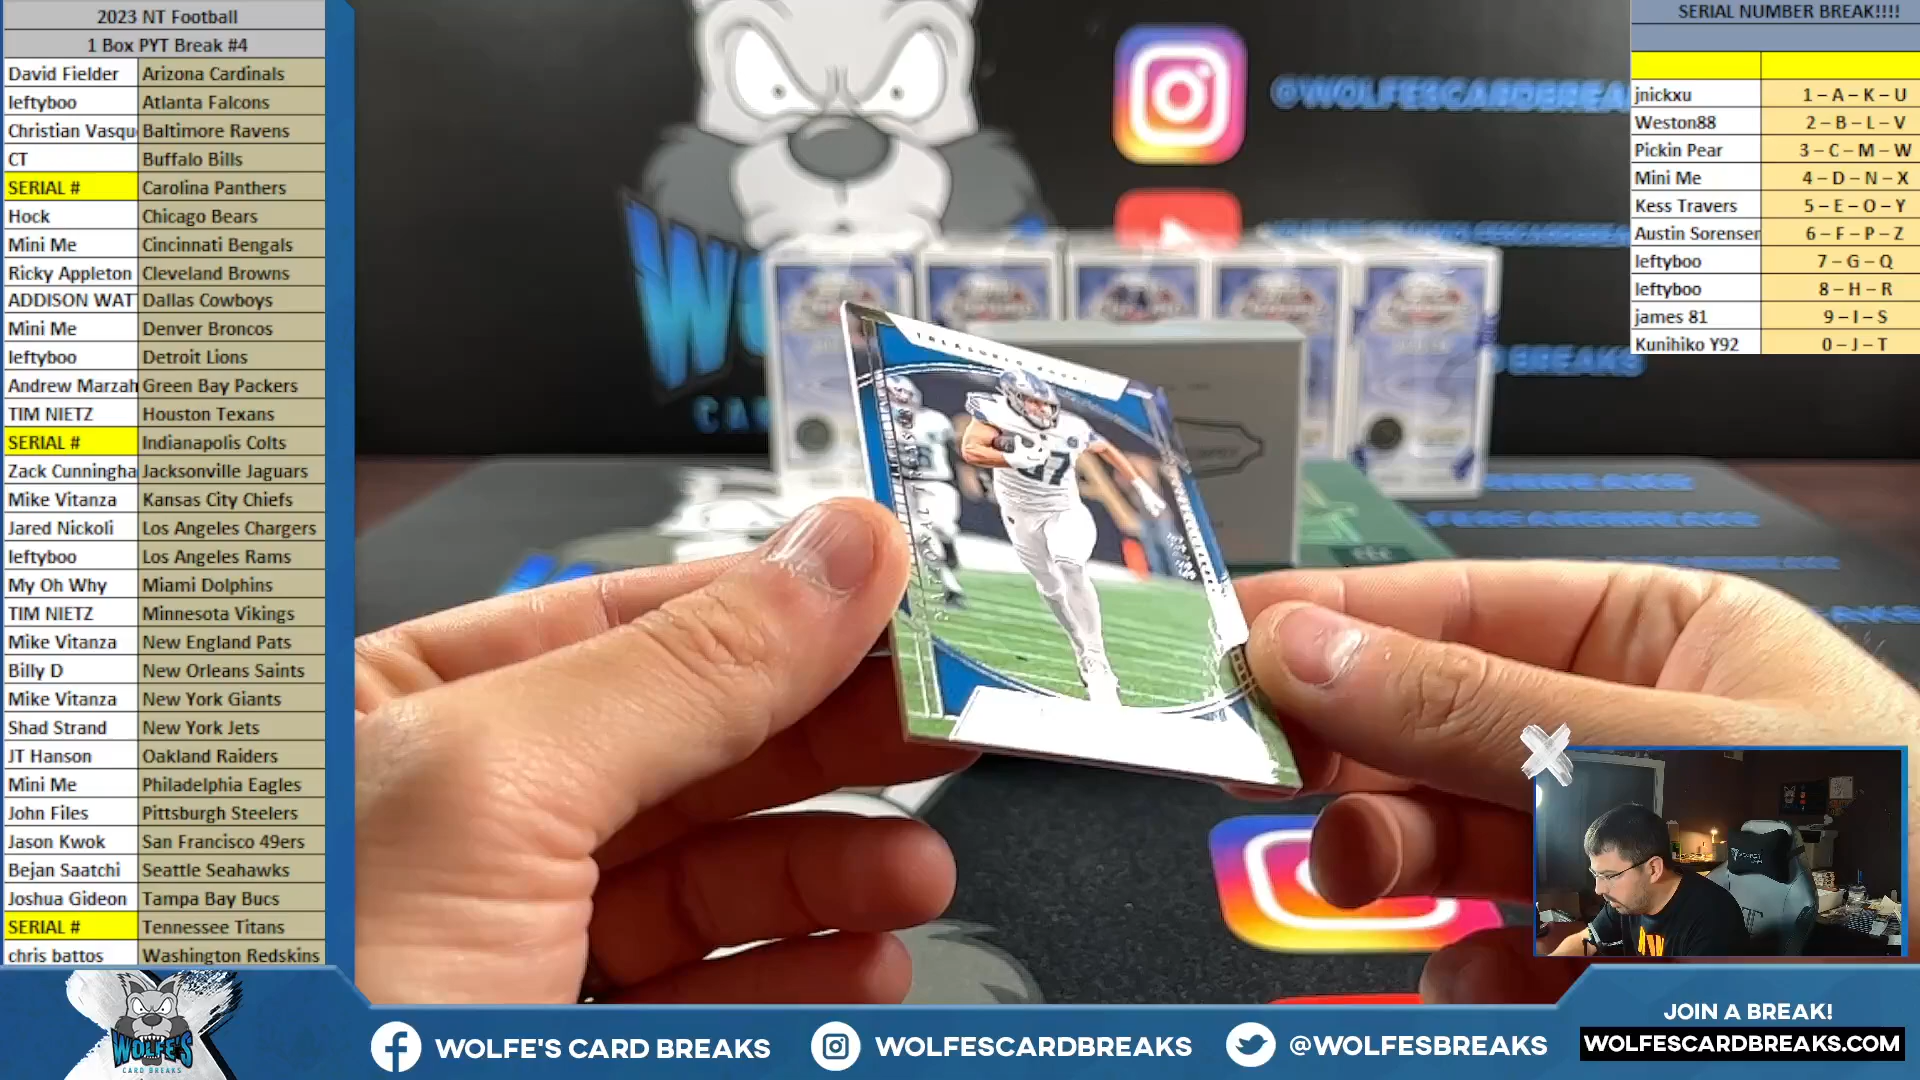 2023 NT Football
1 Box PYT Break #4
David Fielder Arizona Cardinals
leftyboo Atlanta Falcons
Christian Vasqu Baltimore Ravens
CT Buffalo Bills
SERIAL # Carolina Panthers
Hock Chicago Bears
Mini Me Cincinnati Bengals
Ricky Appleton Cleveland Browns
ADDISON WAT Dallas Cowboys
Mini Me Denver Broncos
leftyboo Detroit Lions
Andrew Marzah Green Bay Packers
TIM NIETZ Houston Texans
SERIAL # Indianapolis Colts
Zack Cunningha Jacksonville Jaguars
Mike Vitanza Kansas City Chiefs
Jared Nickoli Los Angeles Chargers
leftyboo Los Angeles Rams
My Oh Why Miami Dolphins
TIM NIETZ Minnesota Vikings
Mike Vitanza New England Pats
Billy D New Orleans Saints
Mike Vitanza New York Giants
Shad Strand New York Jets
JT Hanson Oakland Raiders
Mini Me Philadelphia Eagles
John Files Pittsburgh Steelers
Jason Kwok San Francisco 49ers
Bejan Saatchi Seattle Seahawks
Joshua Gideon Tampa Bay Bucs
SERIAL # Tennessee Titans
chris battos Washington Redskins
SERIAL NUMBER BREAK!!!!
jnickxu 1 – A – K – U
Weston88 2 – B – L – V
Pickin Pear 3 – C – M – W
Mini Me 4 – D – N – X
Kess Travers 5 – E – O – Y
Austin Sorenser 6 – F – P – Z
leftyboo 7 – G – Q
leftyboo 8 – H – R
james 81 9 – I – S
Kunihiko Y92 0 – J – T
@WOLFESCARDBREA
97
WOLFE'S
CARD BREAKS
WOLFE'S CARD BREAKS
WOLFESCARDBREAKS
@WOLFESBREAKS
JOIN A BREAK!
WOLFESCARDBREAKS.COM